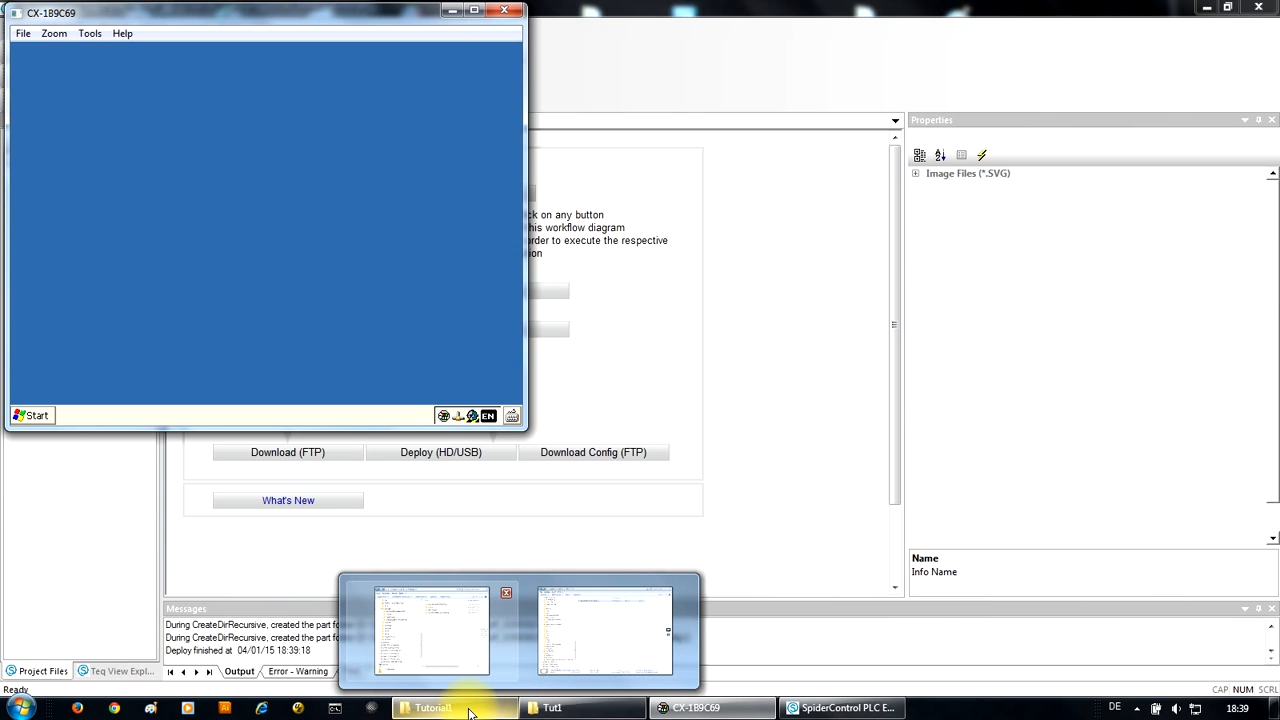 CX-1B9C69
File Zoom Tools Help
Properties
Image Files (*.SVG)
ck on any button
his workflow diagram
order to execute the respective
on
Start
EN
Download (FTP)
Deploy (HD/USB)
Download Config (FTP)
What's New
Name
Info Name
Messages
During CreateDirRecursive, created the part fo
During CreateDirRecursive, created the part fo
Deploy finished at 04/01/15 18:39:18
Project Files
Teq View Expl...
Output
Error - Warning
Ready
CAP NUM SCRL
Tutorial1
Tut1
CX-1B9C69
SpiderControl PLC E...
DE
18:39